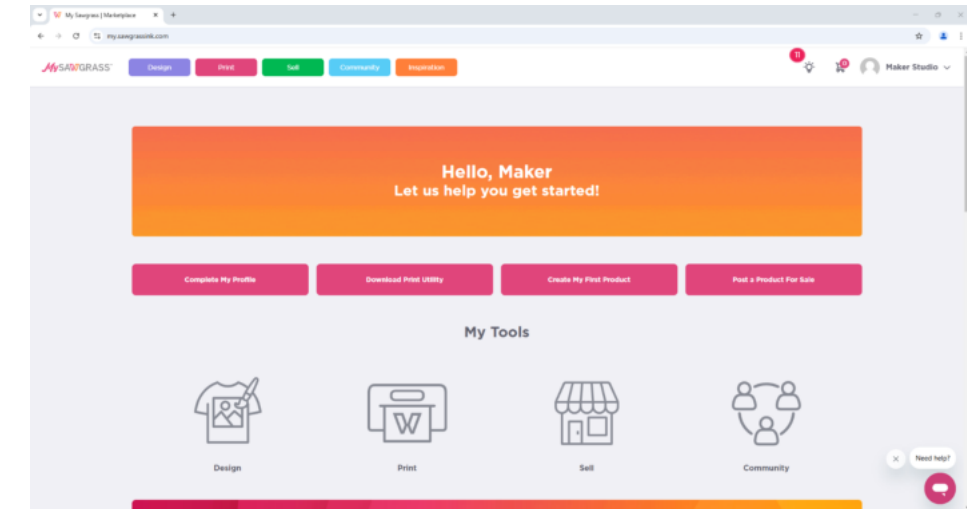 My Sawgrass | Marketplace
my.sawgrassink.com
MySAWGRASS
Design
Print
Sell
Community
Inspiration
11
0
Maker Studio
Hello, Maker
Let us help you get started!
Complete My Profile
Download Print Utility
Create My First Product
Post a Product For Sale
My Tools
W
Design
Print
Sell
Community
Need help?